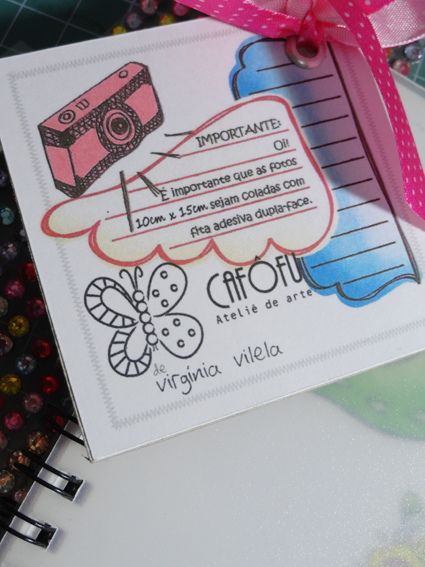 IMPORTANTE:
Oi!
É importante que as fotos
10cm x 15cm sejam coladas com
fita adesiva dupla-face.
CAFÔFU
Ateliê de arte
de
virgínia vilela